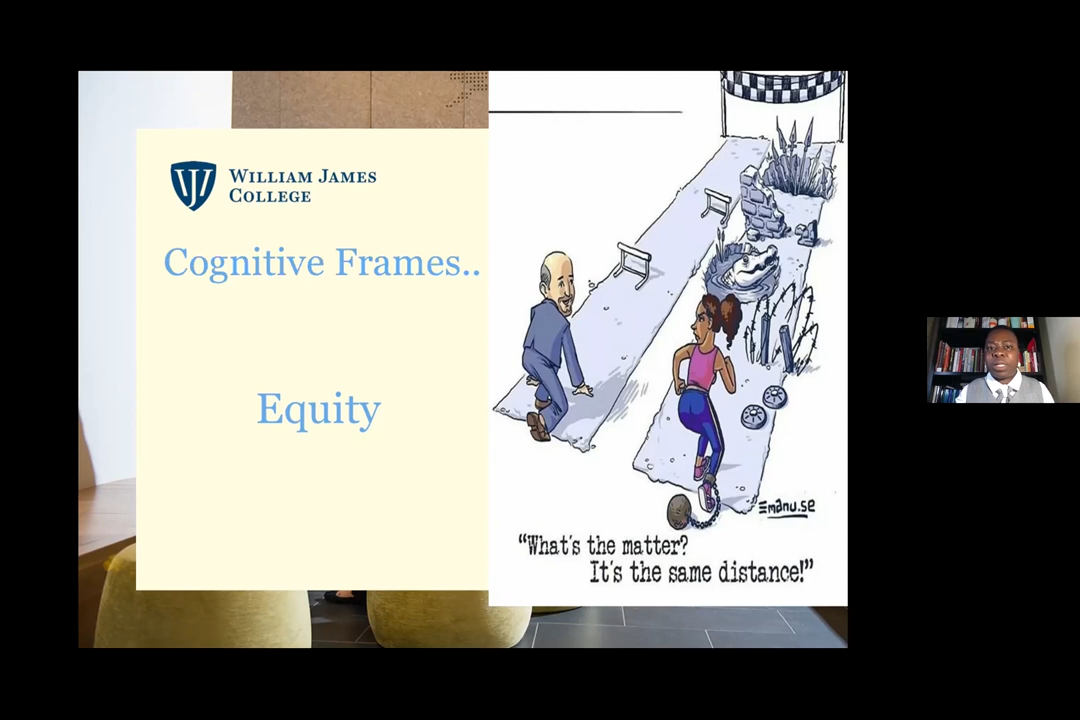 WILLIAM JAMES
COLLEGE
Cognitive Frames..
Equity
Emanu.se
“What's the matter?
It's the same distance!”